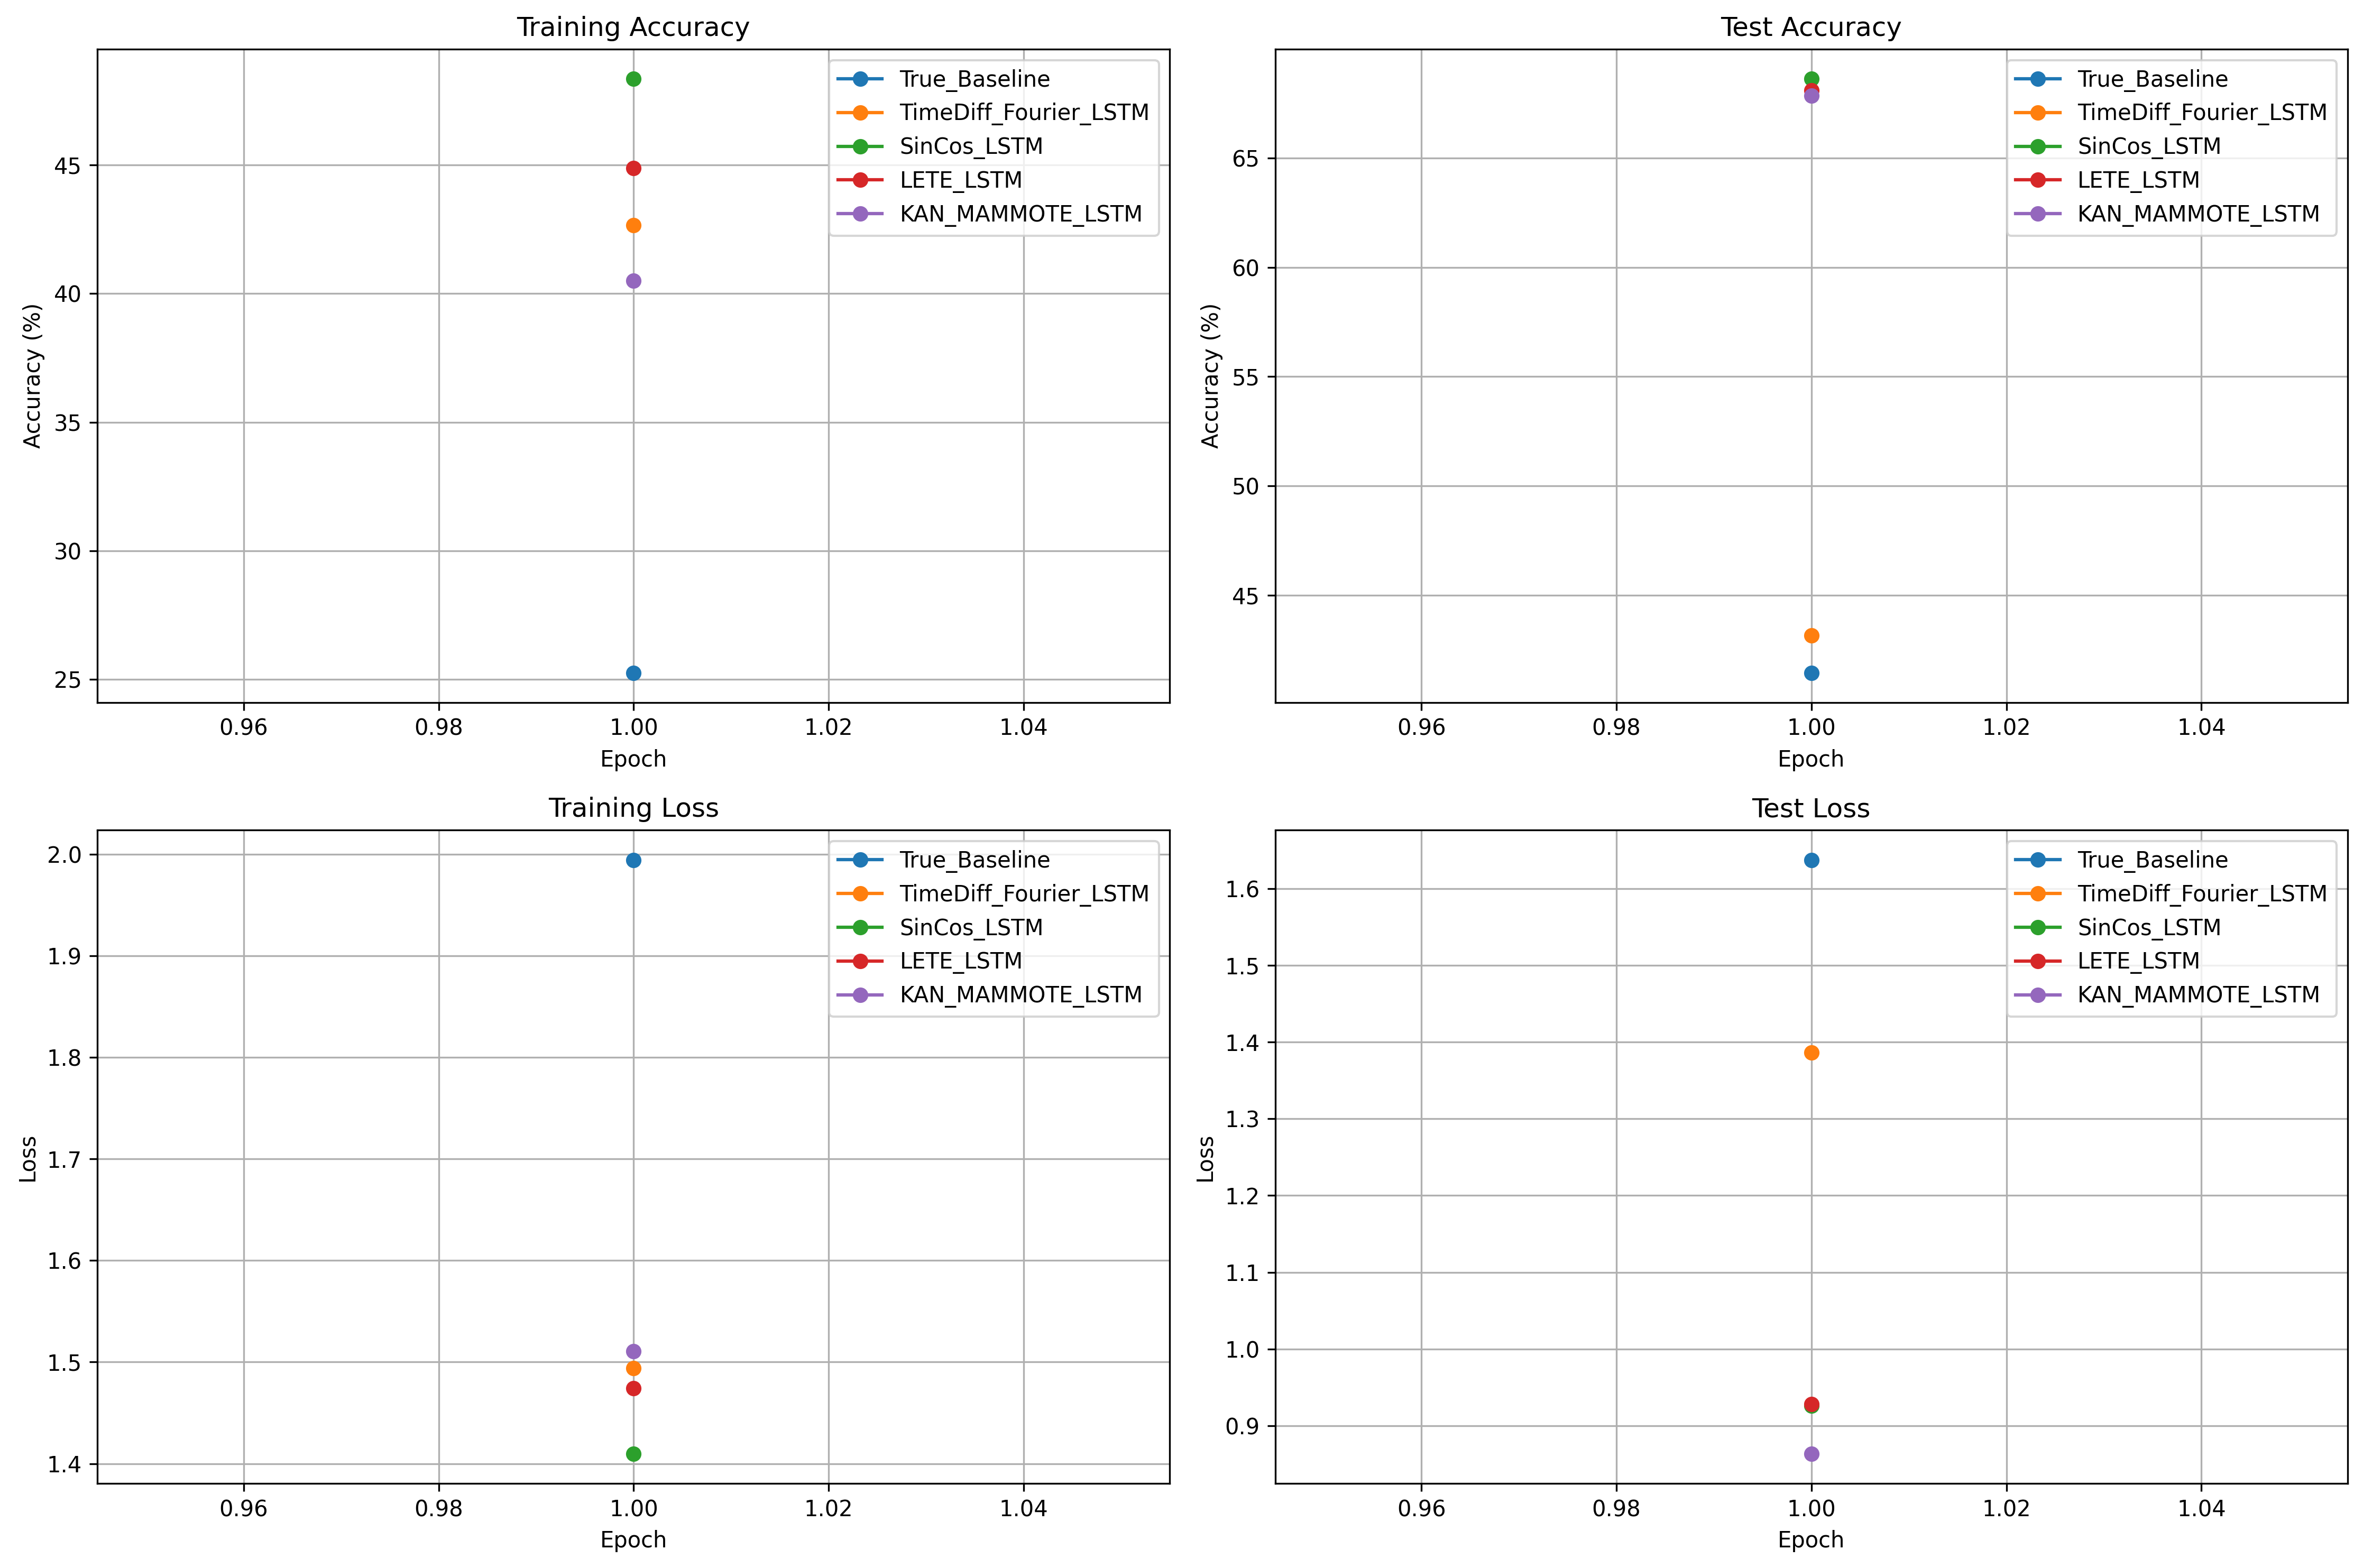 Training Accuracy
Accuracy (%)
45
40
35
30
25
0.96 0.98 1.00 1.02 1.04
Epoch
True_Baseline
TimeDiff_Fourier_LSTM
SinCos_LSTM
LETE_LSTM
KAN_MAMMOTE_LSTM
Test Accuracy
Accuracy (%)
65
60
55
50
45
0.96 0.98 1.00 1.02 1.04
Epoch
True_Baseline
TimeDiff_Fourier_LSTM
SinCos_LSTM
LETE_LSTM
KAN_MAMMOTE_LSTM
Training Loss
Loss
2.0
1.9
1.8
1.7
1.6
1.5
1.4
0.96 0.98 1.00 1.02 1.04
Epoch
True_Baseline
TimeDiff_Fourier_LSTM
SinCos_LSTM
LETE_LSTM
KAN_MAMMOTE_LSTM
Test Loss
Loss
1.6
1.5
1.4
1.3
1.2
1.1
1.0
0.9
0.96 0.98 1.00 1.02 1.04
Epoch
True_Baseline
TimeDiff_Fourier_LSTM
SinCos_LSTM
LETE_LSTM
KAN_MAMMOTE_LSTM